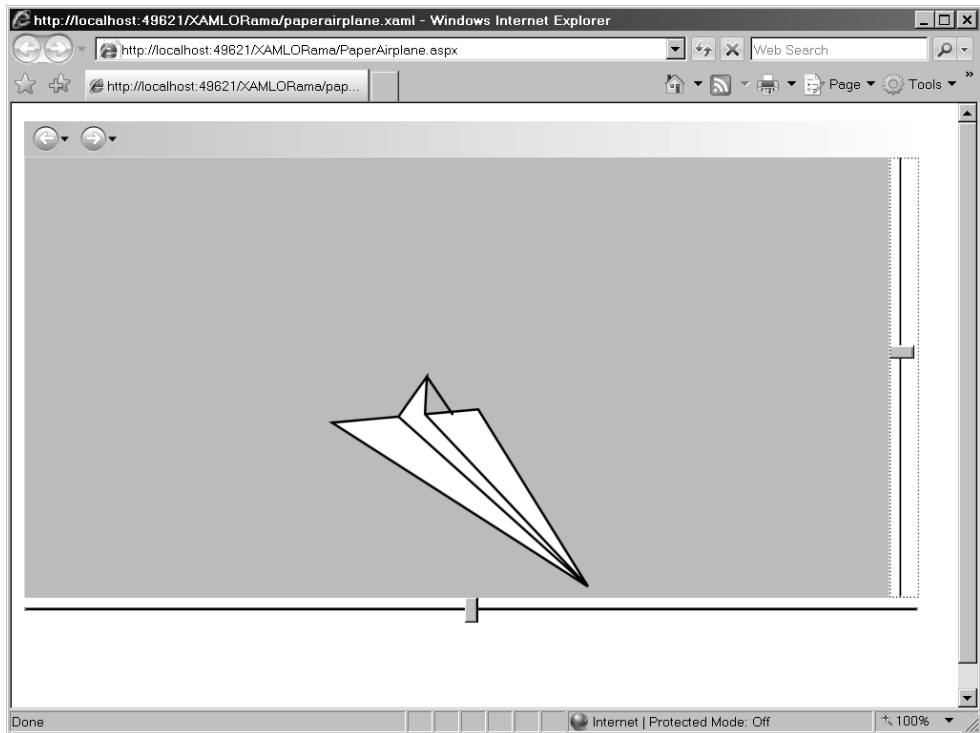 http://localhost:49621/XAMLORama/paperairplane.xaml - Windows Internet Explorer
http://localhost:49621/XAMLORama/PaperAirplane.aspx
Web Search
http://localhost:49621/XAMLORama/pap...
Page
Tools
»
Done
Internet | Protected Mode: Off
100%